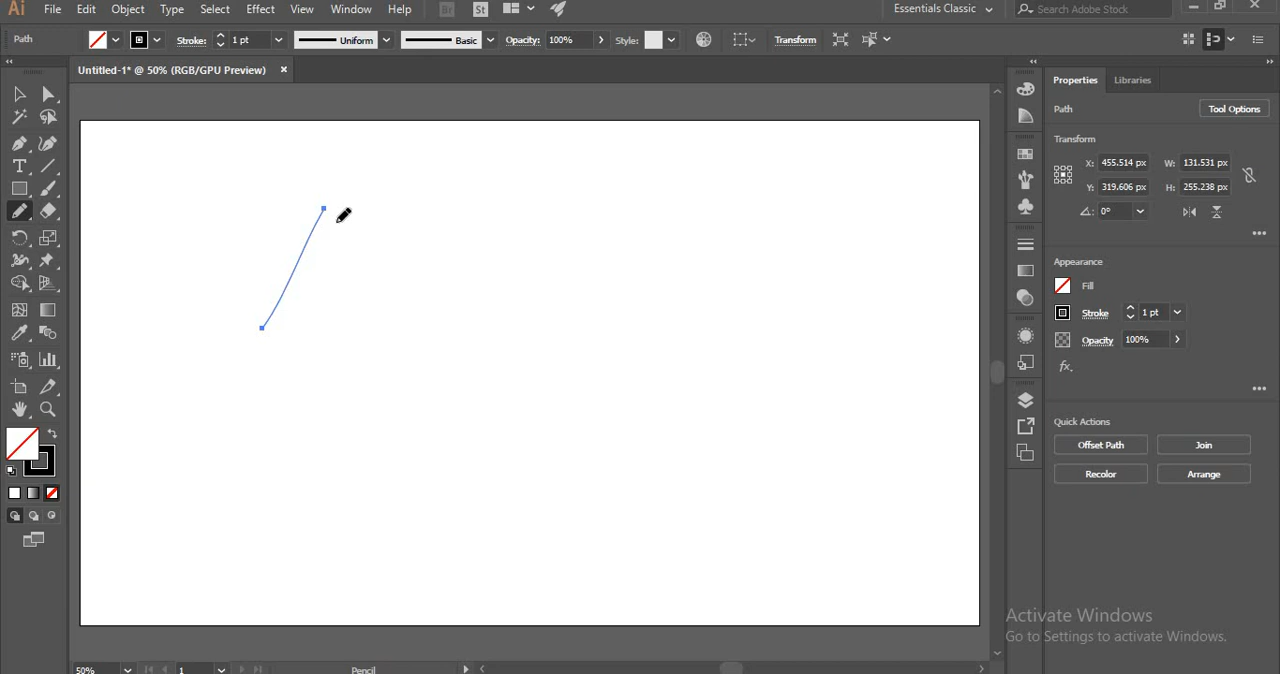 Ai File Edit Object Type Select Effect View Window Help Br St Essentials Classic Search Adobe Stock
Path Stroke: 1 pt Uniform Basic Opacity: 100% Style: Transform
Untitled-1* @ 50% (RGB/GPU Preview)
Properties Libraries
Path Tool Options
Transform
X: 455.514 px W: 131.531 px
Y: 319.606 px H: 255.238 px
0°
Appearance
Fill
Stroke 1 pt
Opacity 100%
fx.
Quick Actions
Offset Path Join
Recolor Arrange
Activate Windows
Go to Settings to activate Windows.
50% 1 Pencil